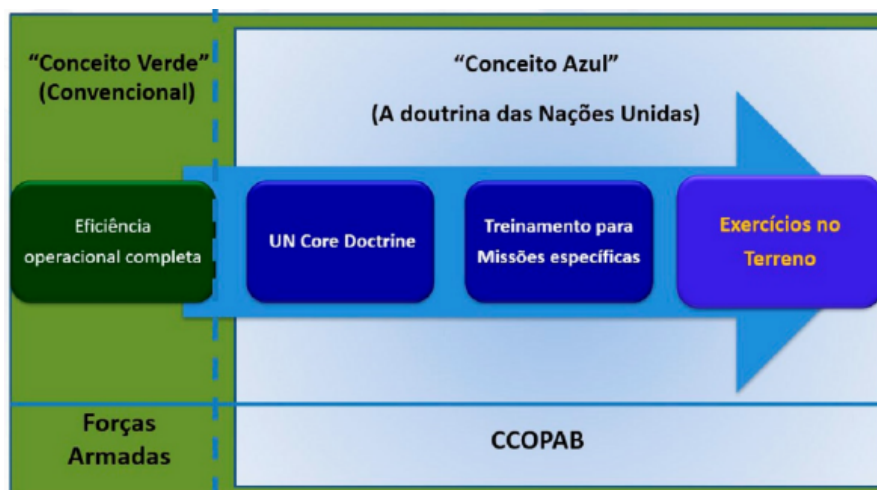 “Conceito Verde”
(Convencional)
“Conceito Azul”
(A doutrina das Nações Unidas)
Eficiência
operacional completa
UN Core Doctrine
Treinamento para
Missões específicas
Exercícios no
Terreno
Forças
Armadas
CCOPAB